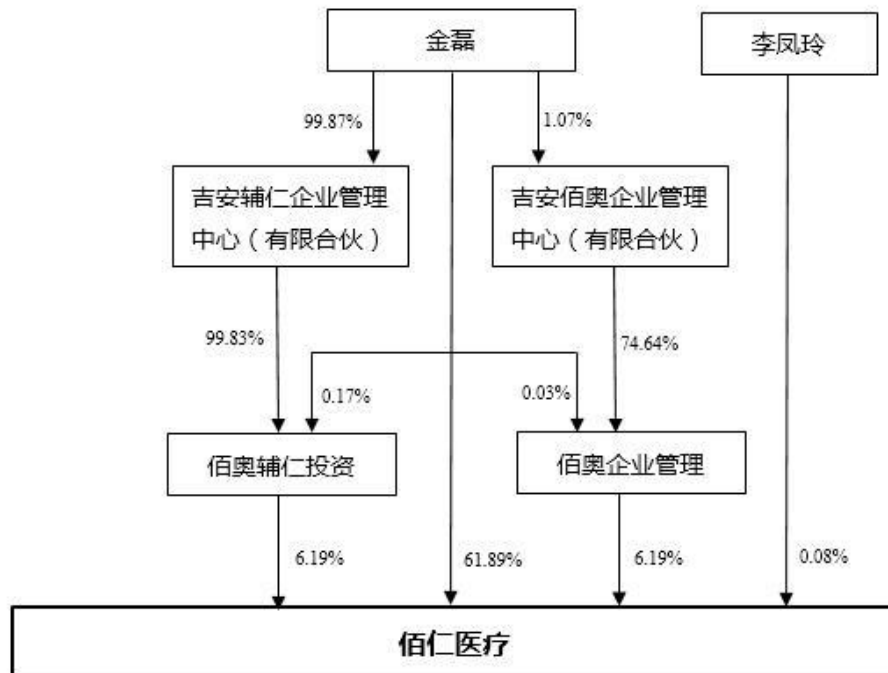 金磊
李凤玲
99.87%
1.07%
吉安辅仁企业管理
中心（有限合伙）
吉安佰奥企业管理
中心（有限合伙）
99.83%
74.64%
0.17%
0.03%
佰奥辅仁投资
佰奥企业管理
6.19%
61.89%
6.19%
0.08%
佰仁医疗